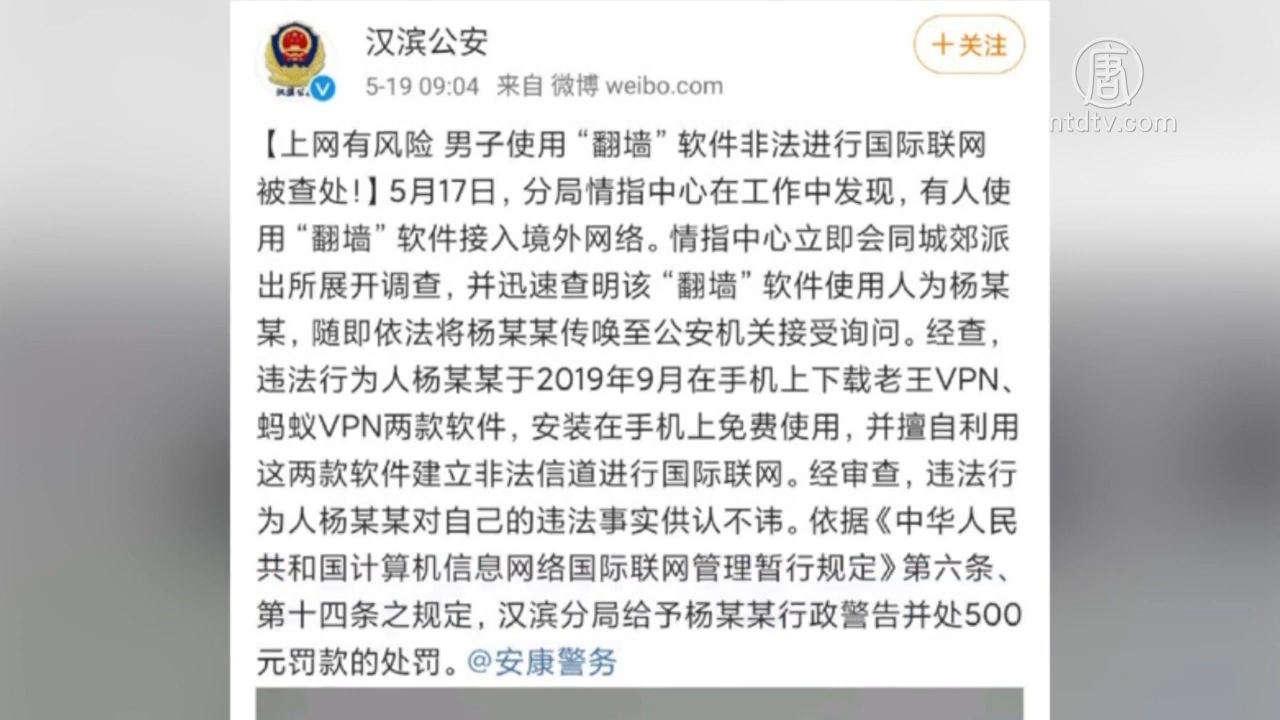 汉滨公安
+关注
5-19 09:04 来自 微博 weibo.com
唐
ntdtv.com
【上网有风险 男子使用“翻墙”软件非法进行国际联网
被查处!】5月17日，分局情指中心在工作中发现，有人使
用“翻墙”软件接入境外网络。情指中心立即会同城郊派
出所展开调查，并迅速查明该“翻墙”软件使用人为杨某
某，随即依法将杨某某传唤至公安机关接受询问。经查，
违法行为人杨某某于2019年9月在手机上下载老王VPN、
蚂蚁VPN两款软件，安装在手机上免费使用，并擅自利用
这两款软件建立非法信道进行国际联网。经审查，违法行
为人杨某某对自己的违法事实供认不讳。依据《中华人民
共和国计算机信息网络国际联网管理暂行规定》第六条、
第十四条之规定，汉滨分局给予杨某某行政警告并处500
元罚款的处罚。@安康警务